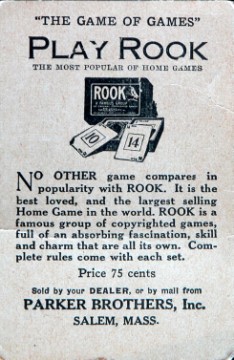 "THE GAME OF GAMES"
PLAY ROOK
THE MOST POPULAR OF HOME GAMES
ROOK
10
14
NO OTHER game compares in
popularity with ROOK. It is the
best loved, and the largest selling
Home Game in the world. ROOK is a
famous group of copyrighted games,
full of an absorbing fascination, skill
and charm that are all its own. Com-
plete rules come with each set.
Price 75 cents
Sold by your DEALER, or by mail from
PARKER BROTHERS, Inc.
SALEM, MASS.